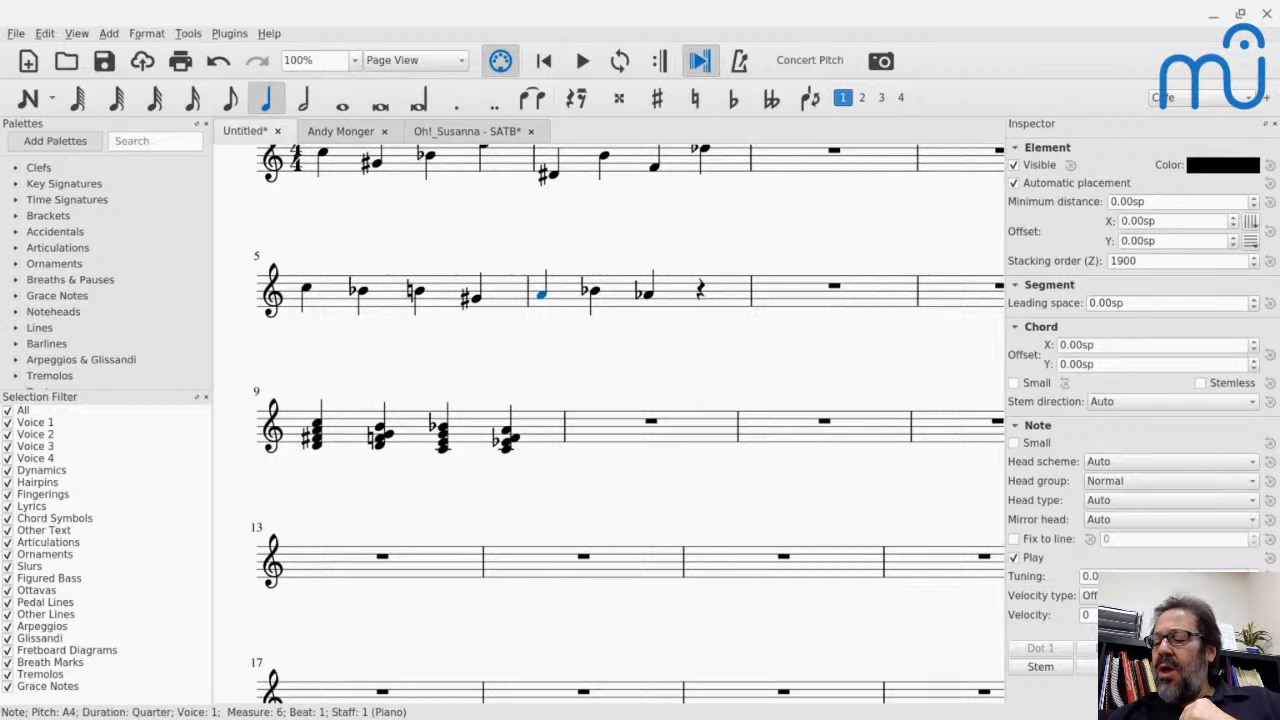 File Edit View Add Format Tools Plugins Help
100% Page View Concert Pitch
1 2 3 4
Palettes
Untitled* Andy Monger Oh!_Susanna - SATB*
Inspector
Add Palettes Search...
Clefs
Key Signatures
Time Signatures
Brackets
Accidentals
Articulations
Ornaments
Breaths & Pauses
Grace Notes
Noteheads
Lines
Barlines
Arpeggios & Glissandi
Tremolos
Selection Filter
All
Voice 1
Voice 2
Voice 3
Voice 4
Dynamics
Hairpins
Fingerings
Lyrics
Chord Symbols
Other Text
Articulations
Ornaments
Slurs
Figured Bass
Ottavas
Pedal Lines
Other Lines
Arpeggios
Glissandi
Fretboard Diagrams
Breath Marks
Tremolos
Grace Notes
5
9
13
17
Element
Visible Color:
Automatic placement
Minimum distance: 0.00sp
Offset: X: 0.00sp
Y: 0.00sp
Stacking order (Z): 1900
Segment
Leading space: 0.00sp
Chord
Offset: X: 0.00sp
Y: 0.00sp
Small Stemless
Stem direction: Auto
Note
Small
Head scheme: Auto
Head group: Normal
Head type: Auto
Mirror head: Auto
Fix to line: 0
Play
Tuning: 0.0
Velocity type: Off
Velocity: 0
Dot 1
Stem
Note; Pitch: A4; Duration: Quarter; Voice: 1; Measure: 6; Beat: 1; Staff: 1 (Piano)